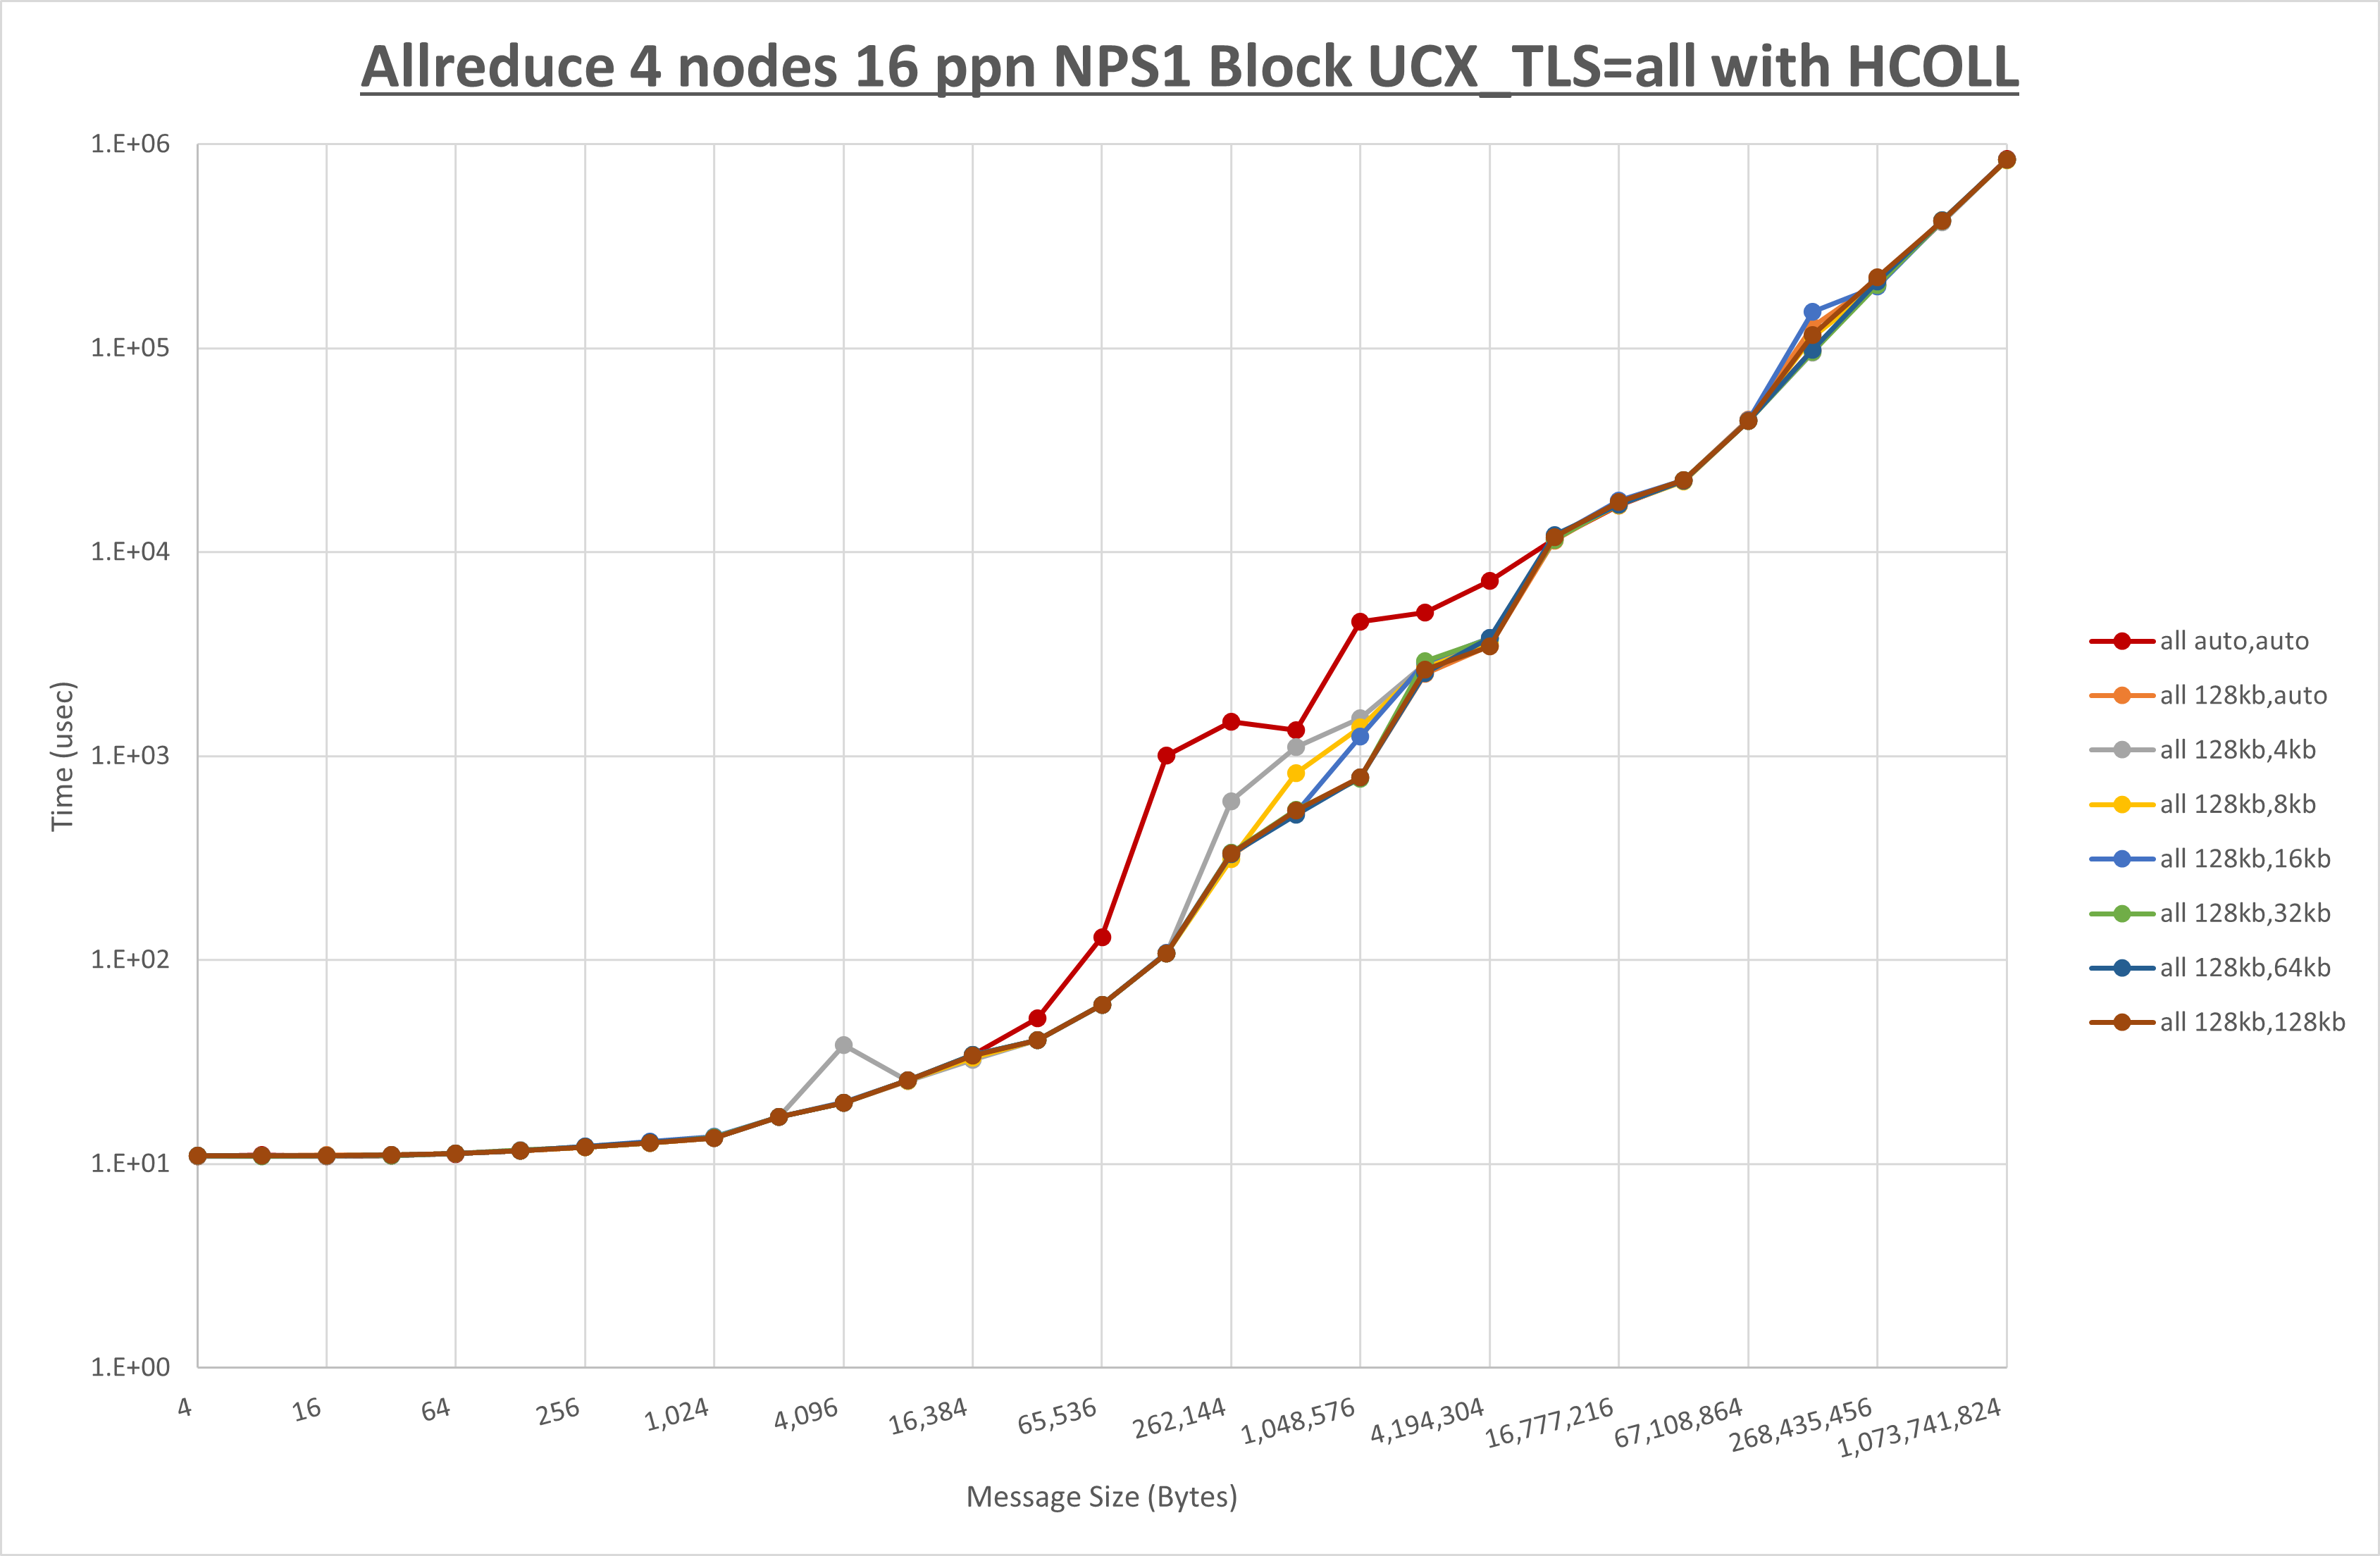 Allreduce 4 nodes 16 ppn NPS1 Block UCX_TLS=all with HCOLL
1.E+06
1.E+05
1.E+04
1.E+03
1.E+02
1.E+01
1.E+00
Time (usec)
4
16
64
256
1,024
4,096
16,384
65,536
262,144
1,048,576
4,194,304
16,777,216
67,108,864
268,435,456
1,073,741,824
Message Size (Bytes)
all auto,auto
all 128kb,auto
all 128kb,4kb
all 128kb,8kb
all 128kb,16kb
all 128kb,32kb
all 128kb,64kb
all 128kb,128kb